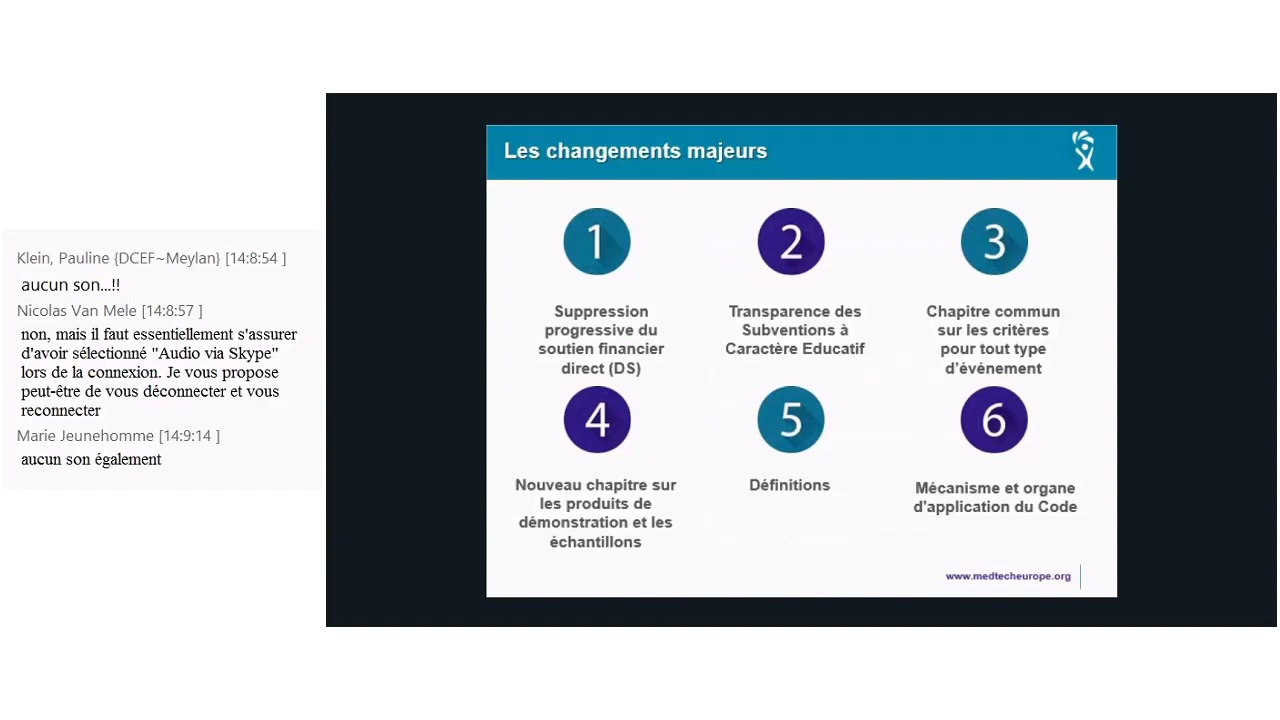 Klein, Pauline {DCEF~Meylan} [14:8:54 ]
aucun son...!!
Nicolas Van Mele [14:8:57 ]
non, mais il faut essentiellement s'assurer
d'avoir sélectionné "Audio via Skype"
lors de la connexion. Je vous propose
peut-être de vous déconnecter et vous
reconnecter
Marie Jeunehomme [14:9:14 ]
aucun son également
Les changements majeurs
1
Suppression
progressive du
soutien financier
direct (DS)
2
Transparence des
Subventions à
Caractère Educatif
3
Chapitre commun
sur les critères
pour tout type
d'événement
4
Nouveau chapitre sur
les produits de
démonstration et les
échantillons
5
Définitions
6
Mécanisme et organe
d'application du Code
www.medtecheurope.org